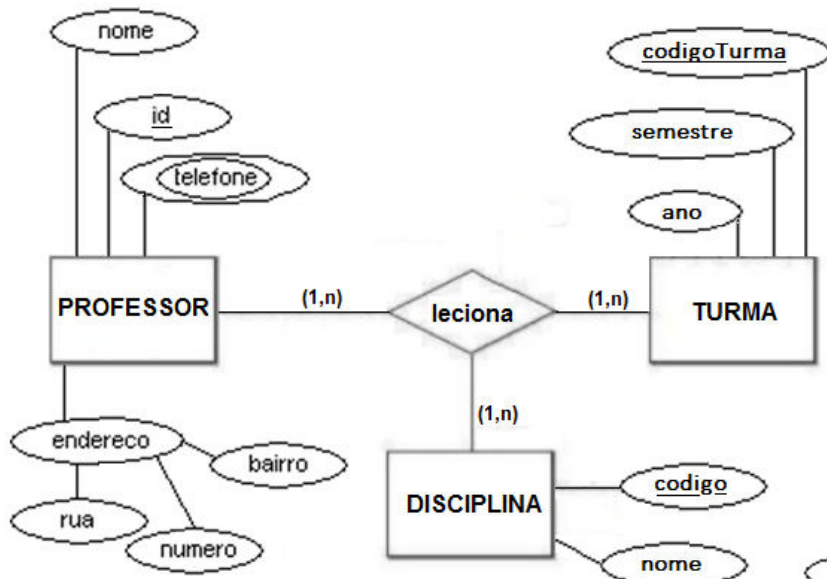 nome
codigoTurma
id
semestre
telefone
ano
PROFESSOR
(1,n)
leciona
(1,n)
TURMA
(1,n)
endereco
bairro
rua
numero
DISCIPLINA
codigo
nome